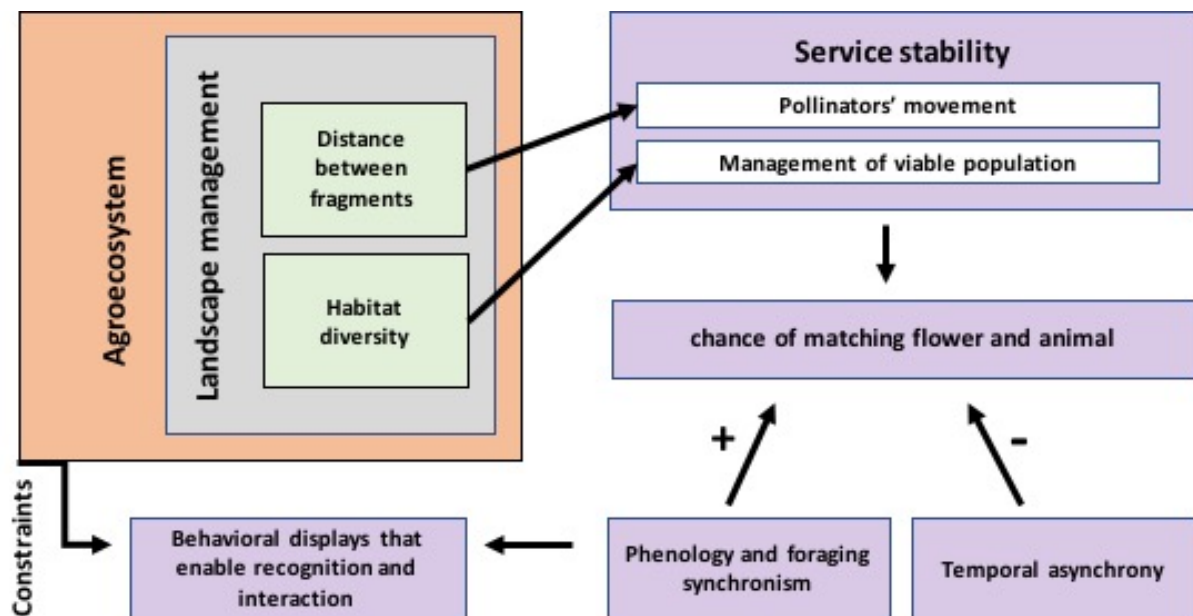 Agroecosystem
Landscape management
Distance
between
fragments
Habitat
diversity
Service stability
Pollinators’ movement
Management of viable population
chance of matching flower and animal
+
-
Constraints
Behavioral displays that
enable recognition and
interaction
Phenology and foraging
synchronism
Temporal asynchrony